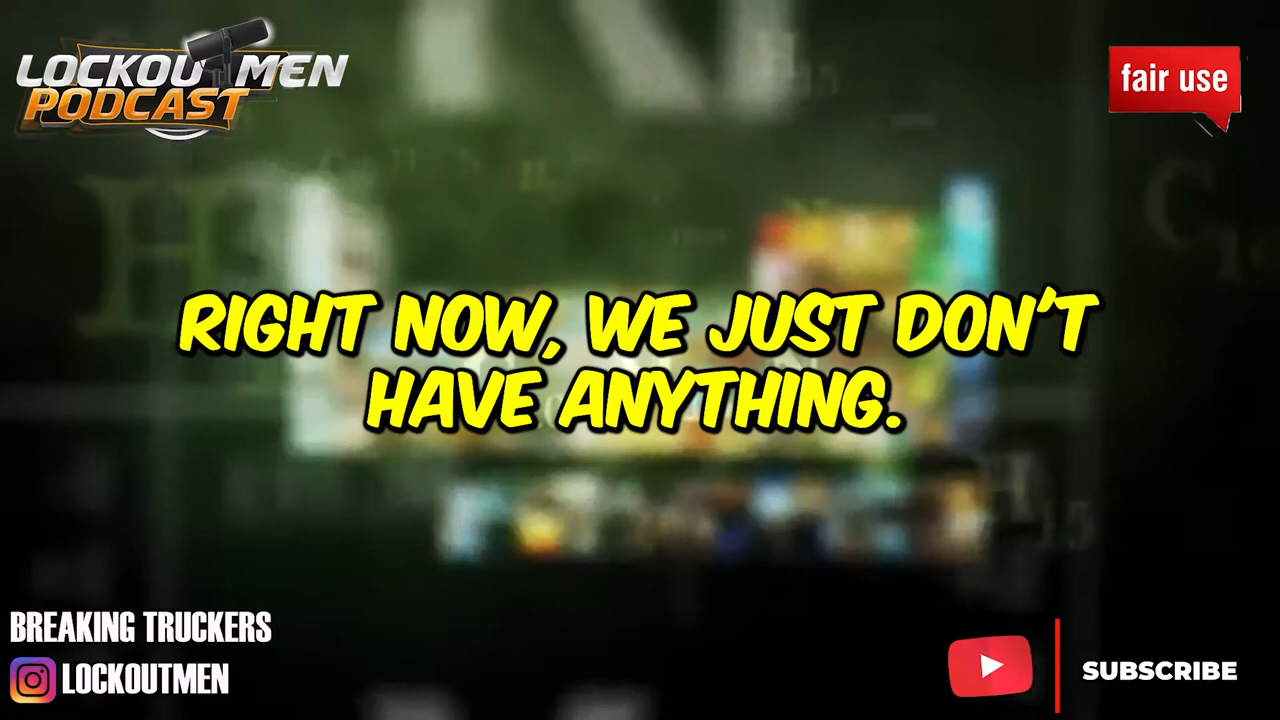 LOCKOUTMEN
PODCAST
fair use
RIGHT NOW, WE JUST DON'T
HAVE ANYTHING.
BREAKING TRUCKERS
LOCKOUTMEN
SUBSCRIBE